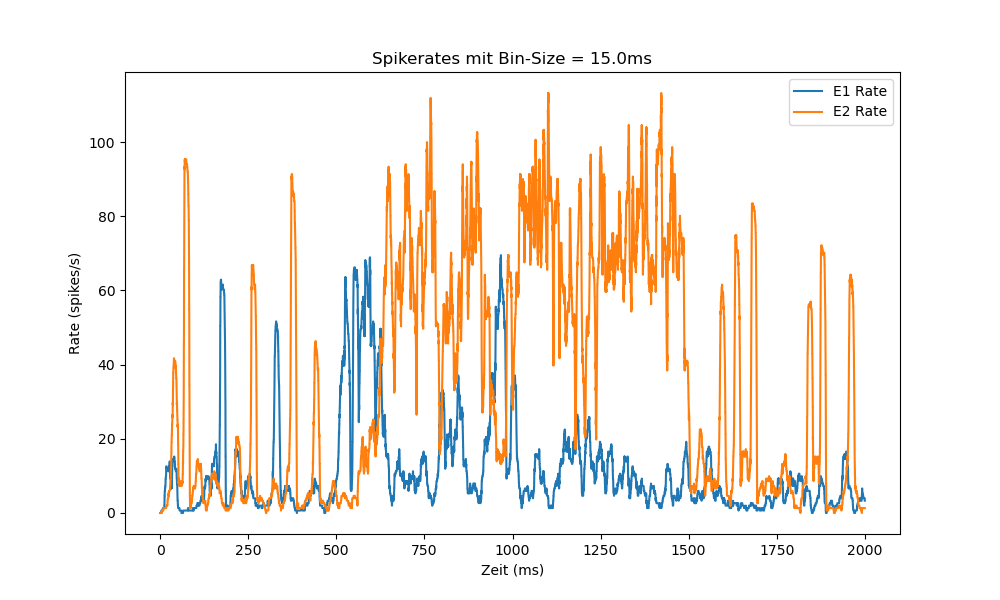 Spikerates mit Bin-Size = 15.0ms
E1 Rate
E2 Rate
Rate (spikes/s)
100
80
60
40
20
0
0 250 500 750 1000 1250 1500 1750 2000
Zeit (ms)